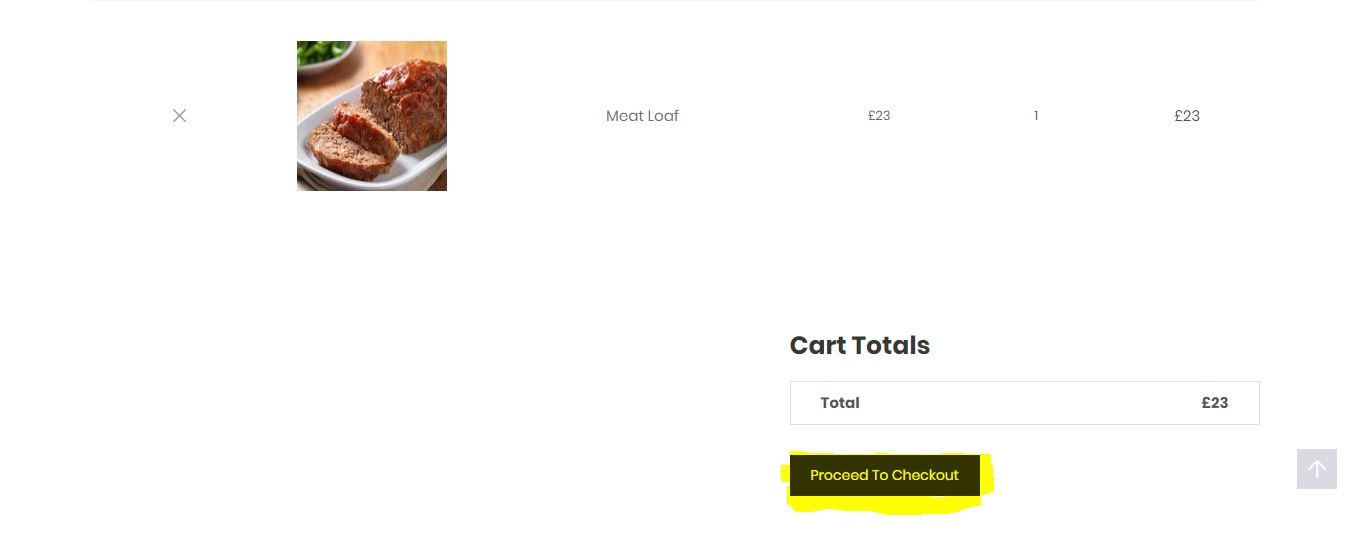 Meat Loaf £23 1 £23
Cart Totals
Total £23
Proceed To Checkout